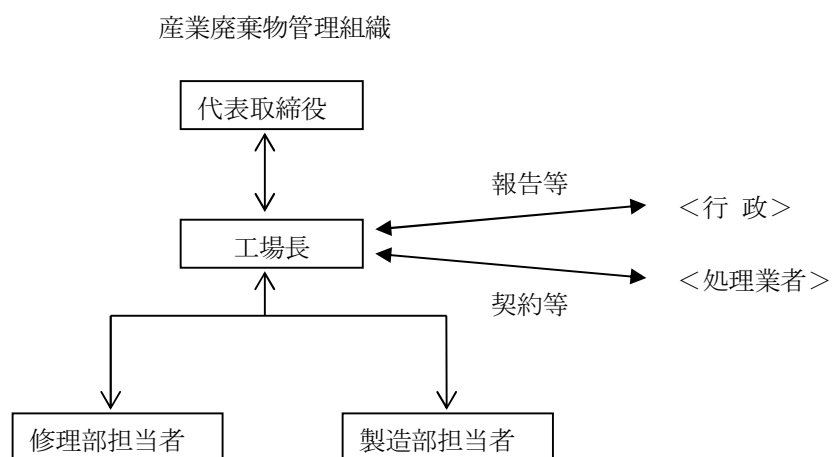 産業廃棄物管理組織
代表取締役
報告等
＜行 政＞
工場長
＜処理業者＞
契約等
修理部担当者
製造部担当者